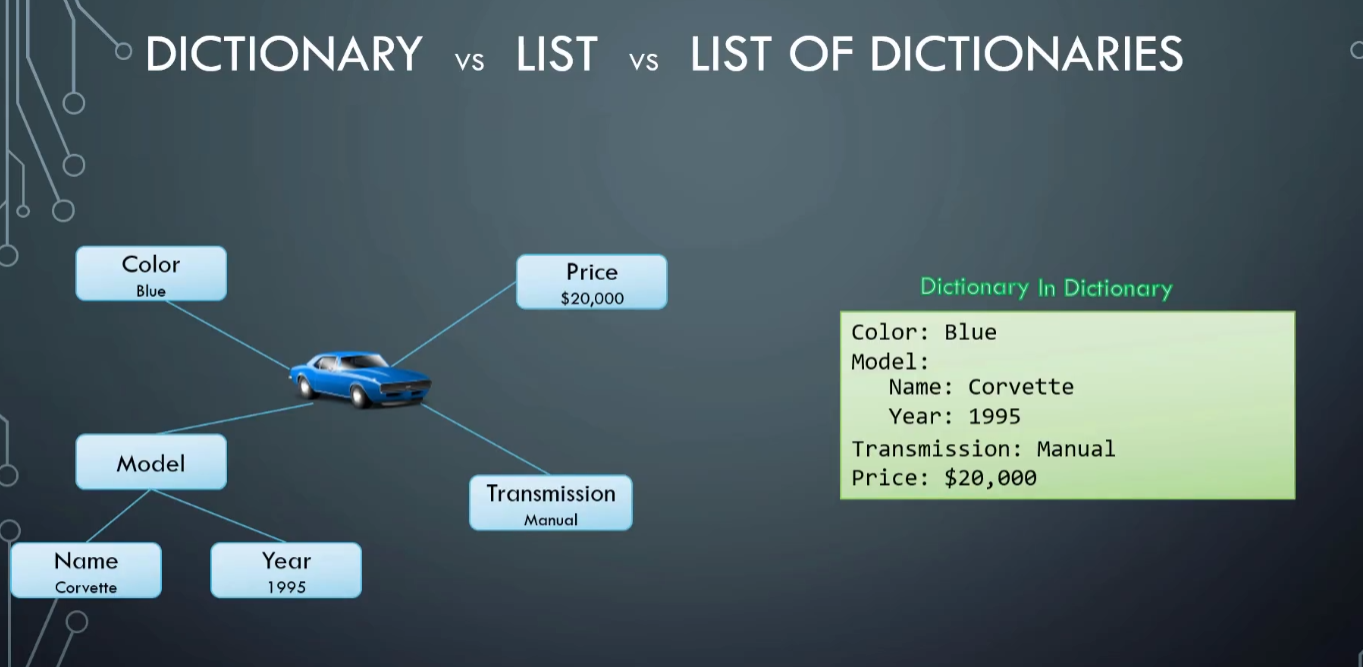 DICTIONARY vs LIST vs LIST OF DICTIONARIES
Color
Blue
Price
$20,000
Model
Transmission
Manual
Name
Corvette
Year
1995
Dictionary In Dictionary
Color: Blue
Model:
Name: Corvette
Year: 1995
Transmission: Manual
Price: $20,000